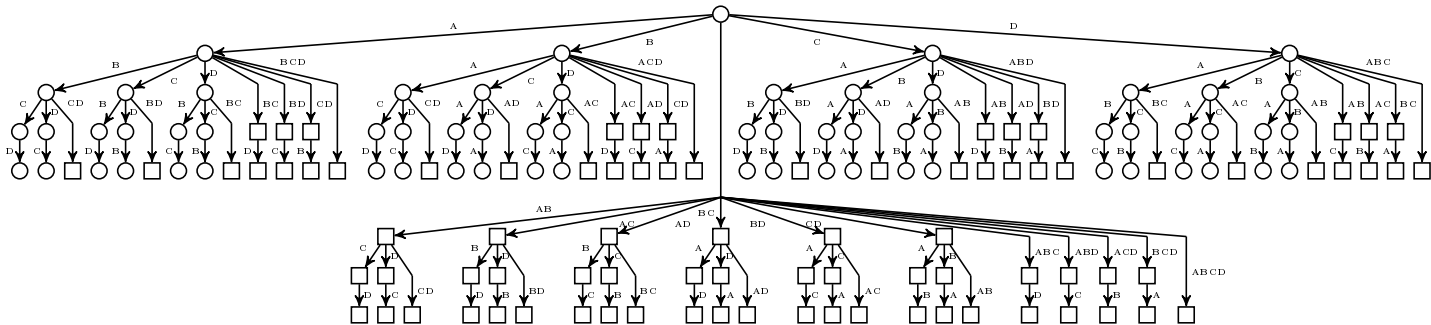 A B C D
B C D BCD A C D ACD A B D ABD A B C ABC
C D CD B D BD B C BC BC BD CD C D CD A D AD A C AC AC AD CD B D BD A D AD A B AB AB AD BD B C BC A C AC A B AB AB AC BC
D C D B C B D C B D C D A C A D C A D B D A B A D B A C B C A B A C B A
AB AC AD BC BD CD
C D B D B C A D A C A B ABC ABD ACD BCD ABCD
D C CD D B BD C B BC D A AD C A AC B A AB D C B A